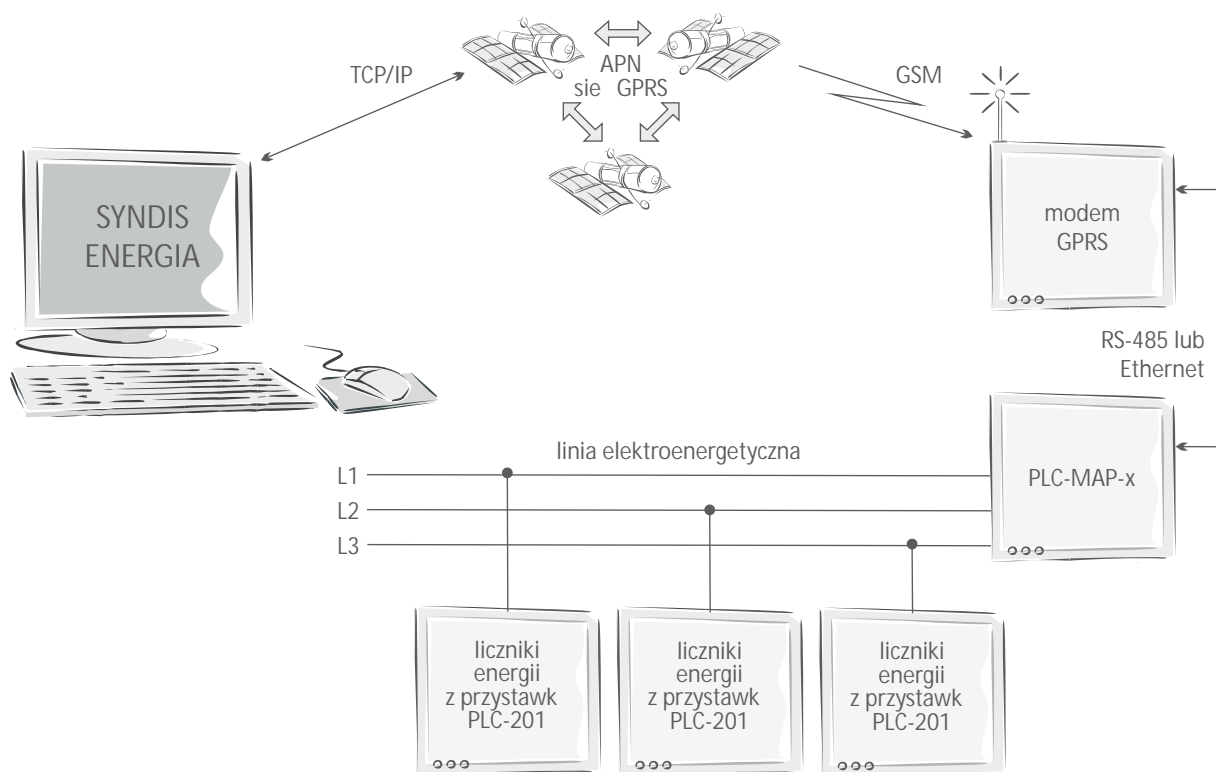 TCP/IP
APN
sie GPRS
GSM
SYNDIS
ENERGIA
modem
GPRS
RS-485 lub
Ethernet
linia elektroenergetyczna
L1
L2
L3
PLC-MAP-x
liczniki
energii
z przystawk
PLC-201
liczniki
energii
z przystawk
PLC-201
liczniki
energii
z przystawk
PLC-201